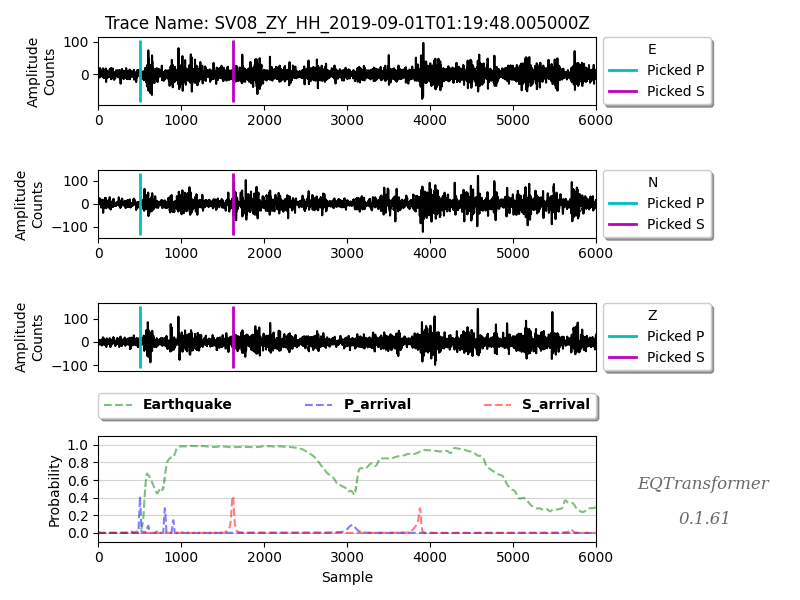 Trace Name: SV08_ZY_HH_2019-09-01T01:19:48.005000Z
Amplitude
Counts
100
0
0 1000 2000 3000 4000 5000 6000
E
Picked P
Picked S
Amplitude
Counts
100
0
−100
0 1000 2000 3000 4000 5000 6000
N
Picked P
Picked S
Amplitude
Counts
100
0
−100
0 1000 2000 3000 4000 5000 6000
Z
Picked P
Picked S
Earthquake P_arrival S_arrival
Probability
1.0
0.8
0.6
0.4
0.2
0.0
0 1000 2000 3000 4000 5000 6000
Sample
EQTransformer
0.1.61